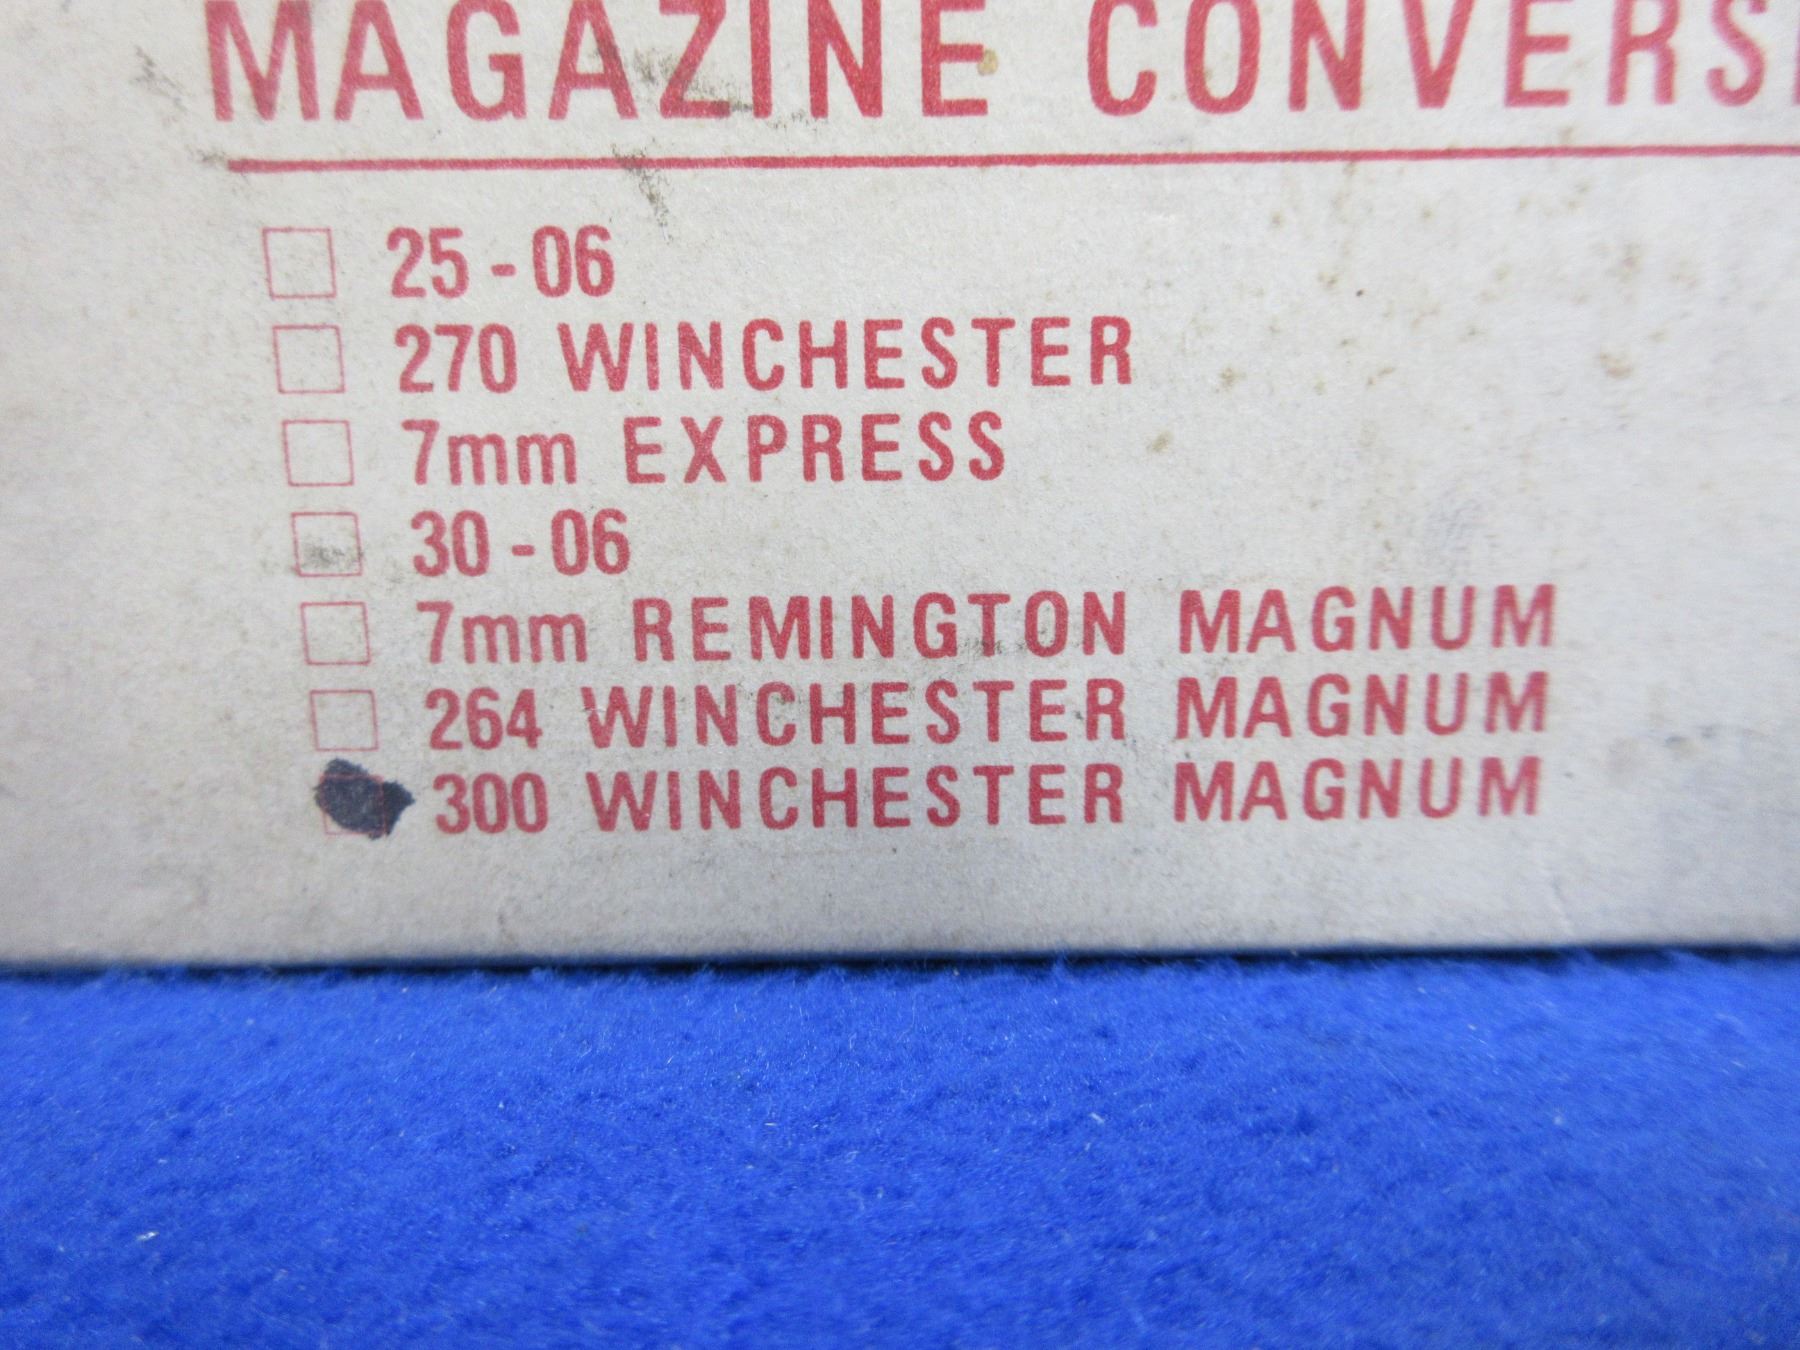 MAGAZINE CONVERS
25-06
270 WINCHESTER
7mm EXPRESS
30-06
7mm REMINGTON MAGNUM
264 WINCHESTER MAGNUM
300 WINCHESTER MAGNUM